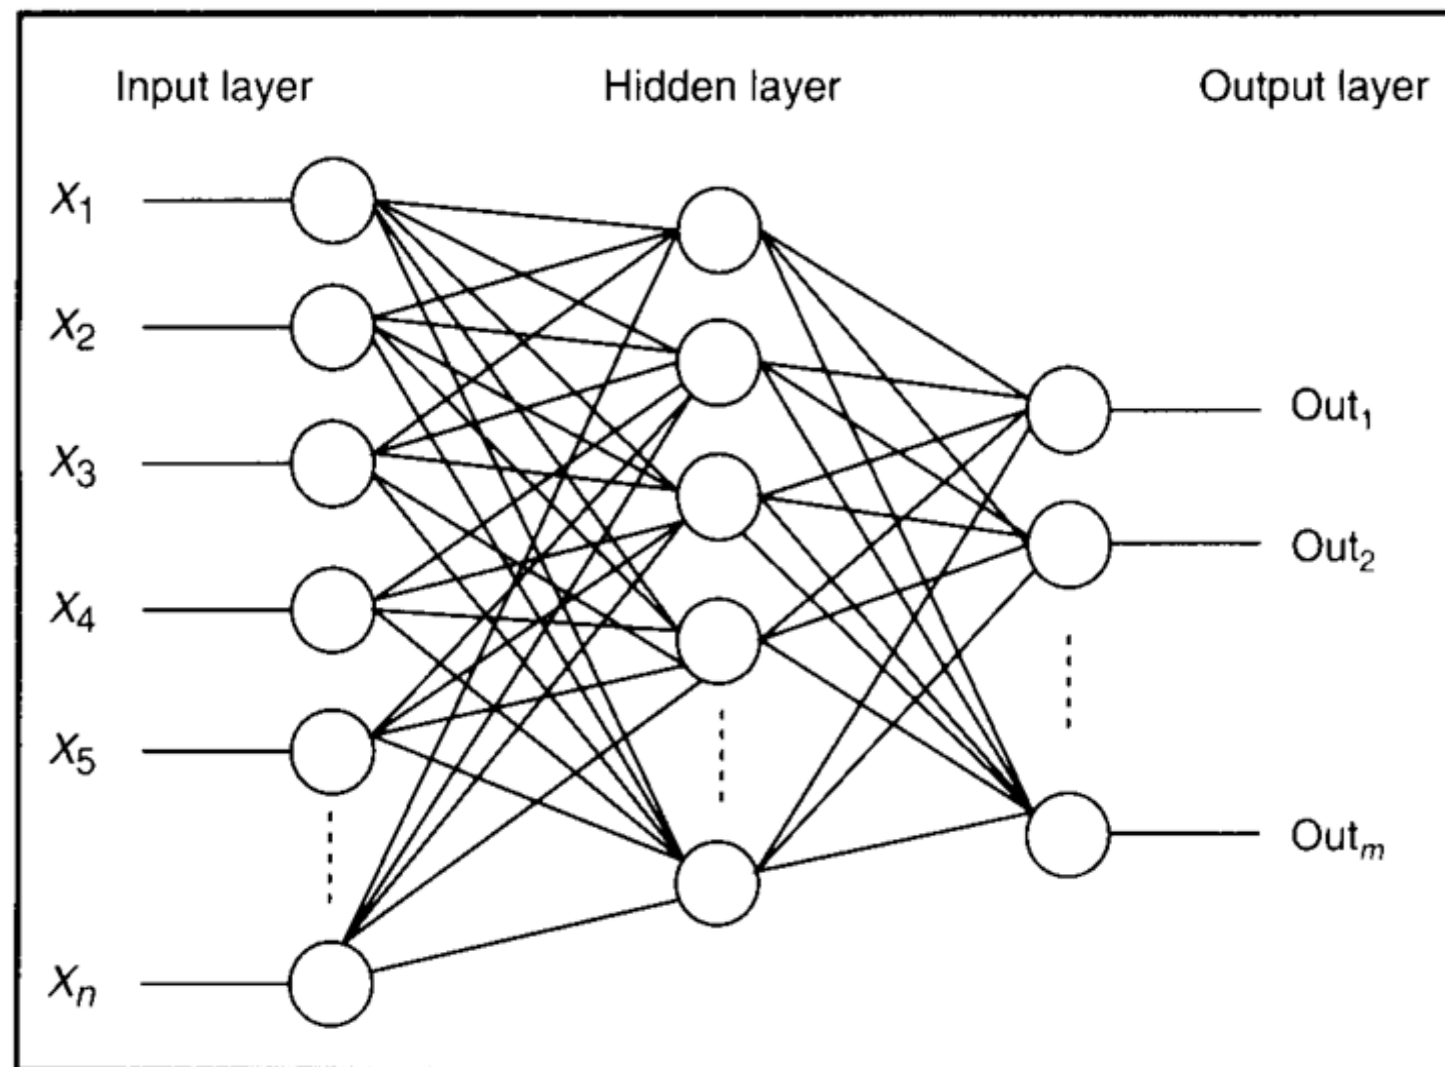 Input layer Hidden layer Output layer
X1
X2
X3
X4
X5
Xn
Out1
Out2
Outm